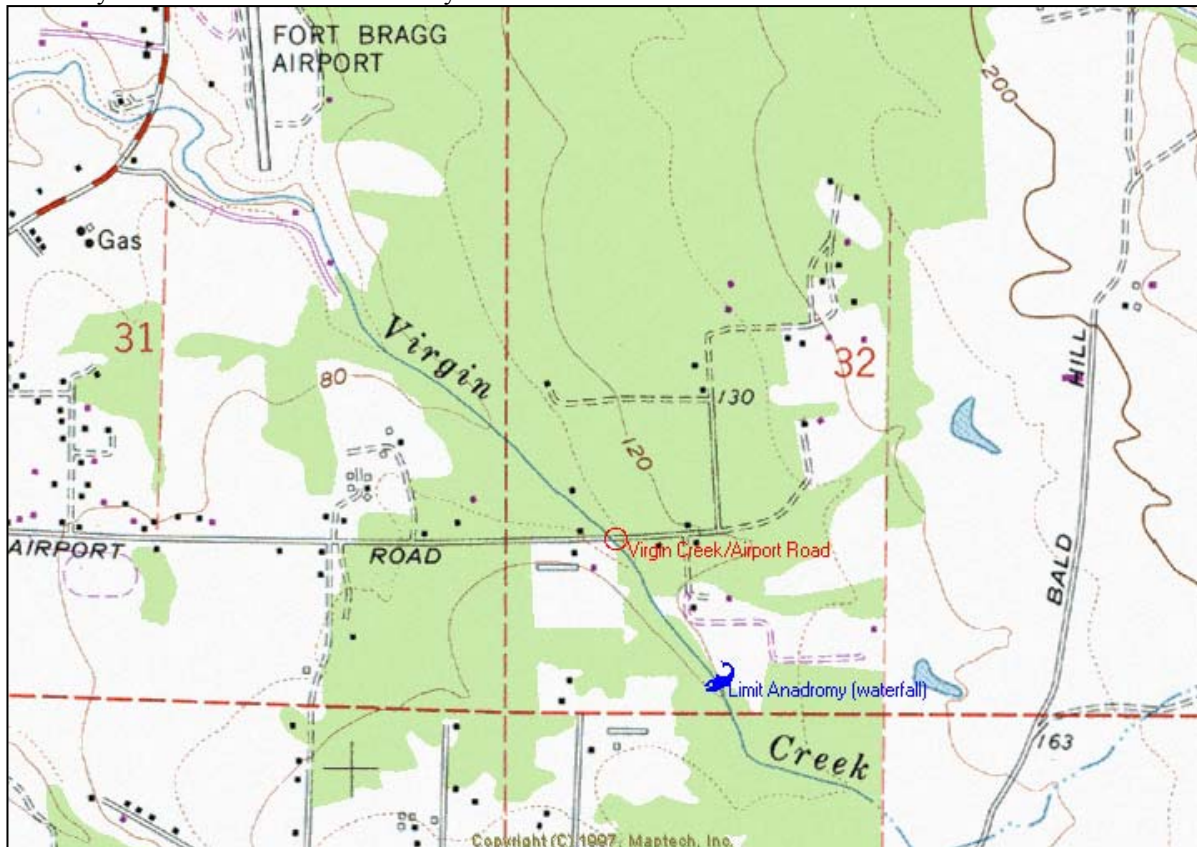 FORT BRAGG
AIRPORT
200
Gas
31
Virgin
80
32
HILL
130
120
AIRPORT
ROAD
Virgin Creek/Airport Road
BALD
Limit Anadromy (waterfall)
Creek
163
Copyright (C) 1997, Maptech, Inc.